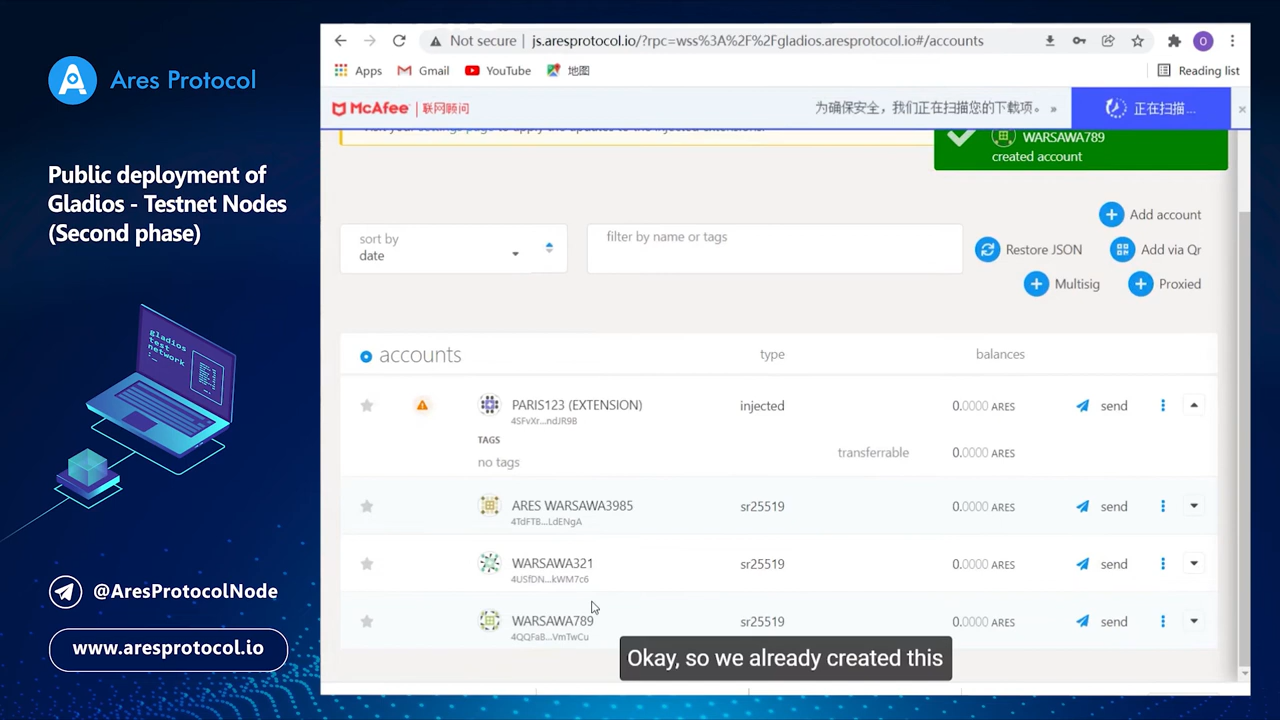 Ares Protocol
Public deployment of
Gladios - Testnet Nodes
(Second phase)
gladios
test
network
:_
@AresProtocolNode
www.aresprotocol.io
Not secure
js.aresprotocol.io/?rpc=wss%3A%2F%2Fgladios.aresprotocol.io#/accounts
O
Apps
Gmail
YouTube
地图
Reading list
McAfee | 联网顾问
为确保安全，我们正在扫描您的下载项。 »
正在扫描...
WARSAWA789
created account
Add account
sort by
date
filter by name or tags
Restore JSON
Add via Qr
Multisig
Proxied
accounts
type
balances
PARIS123 (EXTENSION)
injected
0.0000 ARES
send
4SFvXr...ndJR9B
TAGS
no tags
transferrable
0.0000 ARES
ARES WARSAWA3985
sr25519
0.0000 ARES
send
4TdFTB...LdENgA
WARSAWA321
sr25519
0.0000 ARES
send
4USfDN...kWM7c6
WARSAWA789
sr25519
0.0000 ARES
send
4QQFaB...VmTwCu
Okay, so we already created this